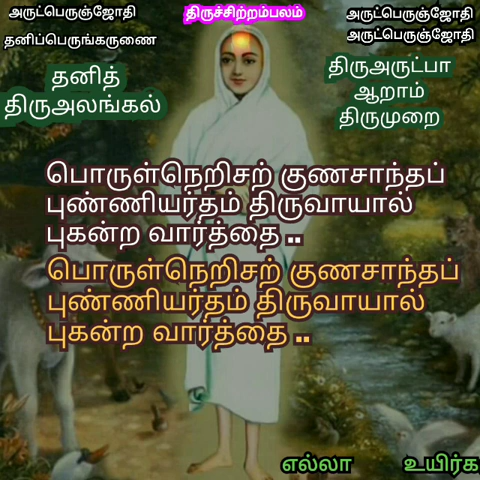 அருட்பெருஞ்ஜோதி
திருச்சிற்றம்பலம்
அருட்பெருஞ்ஜோதி
தனிப்பெருங்கருணை
அருட்பெருஞ்ஜோதி
தனித்
திருஅலங்கல்
திருஅருட்பா
ஆறாம்
திருமுறை
பொருள்நெறிசற் குணசாந்தப்
புண்ணியர்தம் திருவாயால்
புகன்ற வார்த்தை ..
பொருள்நெறிசற் குணசாந்தப்
புண்ணியர்தம் திருவாயால்
புகன்ற வார்த்தை ..
எல்லா உயிர்க